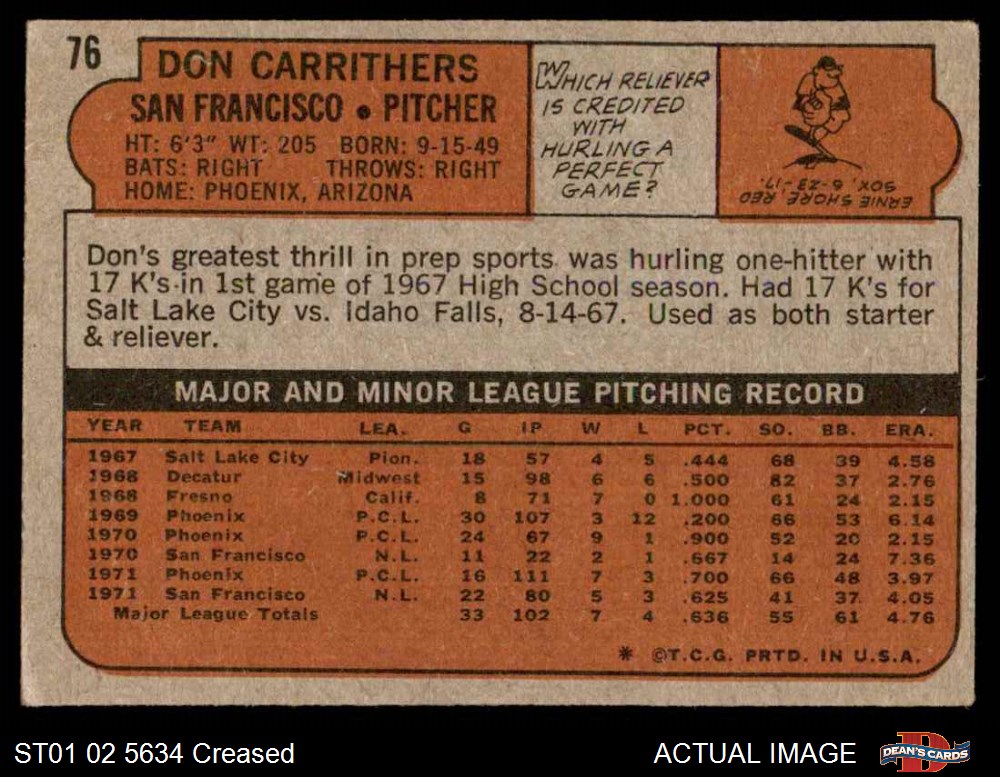 76
DON CARRITHERS
SAN FRANCISCO • PITCHER
HT: 6'3" WT: 205 BORN: 9-15-49
BATS: RIGHT THROWS: RIGHT
HOME: PHOENIX, ARIZONA
WHICH RELIEVER
IS CREDITED
WITH
HURLING A
PERFECT
GAME?
ERNIE SHORE, RED
SOX, 6-23-'17.
Don's greatest thrill in prep sports was hurling one-hitter with
17 K's in 1st game of 1967 High School season. Had 17 K's for
Salt Lake City vs. Idaho Falls, 8-14-67. Used as both starter
& reliever.
MAJOR AND MINOR LEAGUE PITCHING RECORD
YEAR TEAM LEA. G IP W L PCT. SO. BB. ERA.
1967 Salt Lake City Pion. 18 57 4 5 .444 68 39 4.58
1968 Decatur Midwest 15 98 6 6 .500 82 37 2.76
1968 Fresno Calif. 8 71 7 0 1.000 61 24 2.15
1969 Phoenix P.C.L. 30 107 3 12 .200 66 53 6.14
1970 Phoenix P.C.L. 24 67 9 1 .900 52 20 2.15
1970 San Francisco N.L. 11 22 2 1 .667 14 24 7.36
1971 Phoenix P.C.L. 16 111 7 3 .700 66 48 3.97
1971 San Francisco N.L. 22 80 5 3 .625 41 37 4.05
Major League Totals 33 102 7 4 .636 55 61 4.76
* ©T.C.G. PRTD. IN U.S.A.
ST01 02 5634 Creased
ACTUAL IMAGE
DEAN'S CARDS